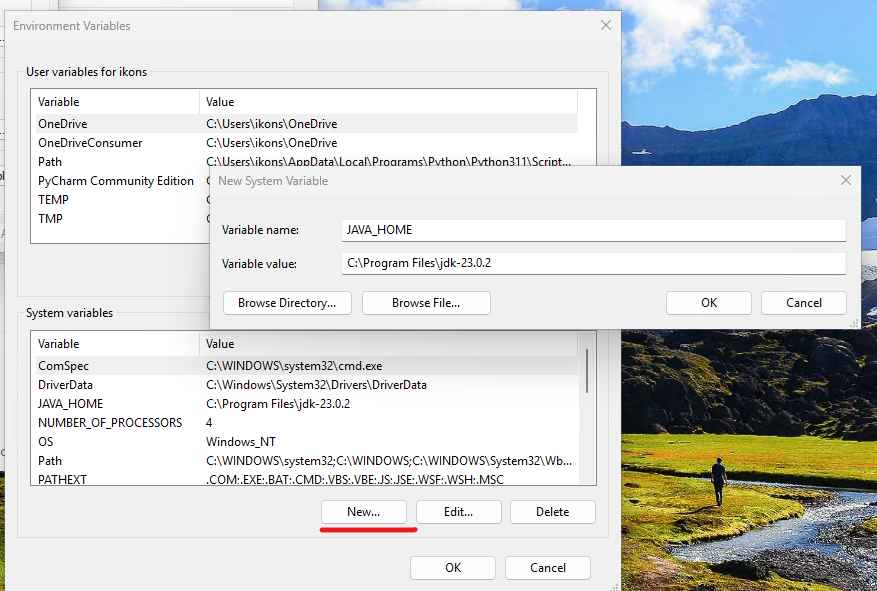 Environment Variables
User variables for ikons
Variable Value
OneDrive C:\Users\ikons\OneDrive
OneDriveConsumer C:\Users\ikons\OneDrive
Path C:\Users\ikons\AppData\Local\Programs\Python\Python311\Script...
PyCharm Community Edition
TEMP
TMP
New System Variable
Variable name: JAVA_HOME
Variable value: C:\Program Files\jdk-23.0.2
Browse Directory... Browse File... OK Cancel
System variables
Variable Value
ComSpec C:\WINDOWS\system32\cmd.exe
DriverData C:\Windows\System32\Drivers\DriverData
JAVA_HOME C:\Program Files\jdk-23.0.2
NUMBER_OF_PROCESSORS 4
OS Windows_NT
Path C:\WINDOWS\system32;C:\WINDOWS;C:\WINDOWS\System32\Wb...
PATHEXT .COM;.EXE;.BAT;.CMD;.VBS;.VBE;.JS;.JSE;.WSF;.WSH;.MSC
New... Edit... Delete
OK Cancel